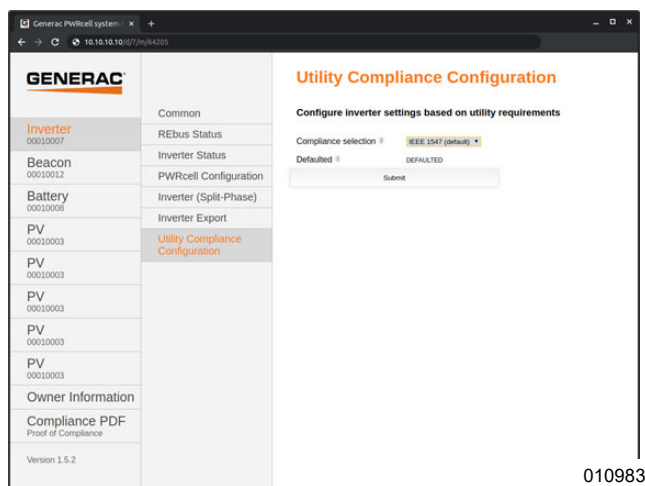 Generac PWRcell system
10.10.10.10/d/7/m/64205
GENERAC
Inverter
00010007
Beacon
00010012
Battery
00010008
PV
00010003
PV
00010003
PV
00010003
PV
00010003
PV
00010003
Owner Information
Compliance PDF
Proof of Compliance
Version 1.5.2
Common
REbus Status
Inverter Status
PWRcell Configuration
Inverter (Split-Phase)
Inverter Export
Utility Compliance
Configuration
Utility Compliance Configuration
Configure inverter settings based on utility requirements
Compliance selection IEEE 1547 (default)
Defaulted DEFAULTED
Submit
010983